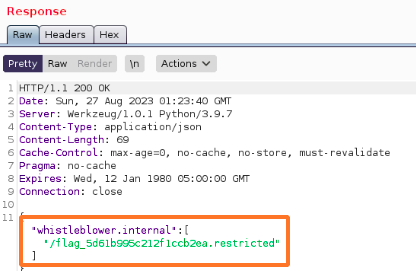 Response
Raw Headers Hex
Pretty Raw Render \n Actions
1 HTTP/1.1 200 OK
2 Date: Sun, 27 Aug 2023 01:23:40 GMT
3 Server: Werkzeug/1.0.1 Python/3.9.7
4 Content-Type: application/json
5 Content-Length: 69
6 Cache-Control: max-age=0, no-cache, no-store, must-revalidate
7 Pragma: no-cache
8 Expires: Wed, 12 Jan 1980 05:00:00 GMT
9 Connection: close
10
11 {
"whistleblower.internal":[
"/flag_5d61b995c212f1ccb2ea.restricted"
]
}